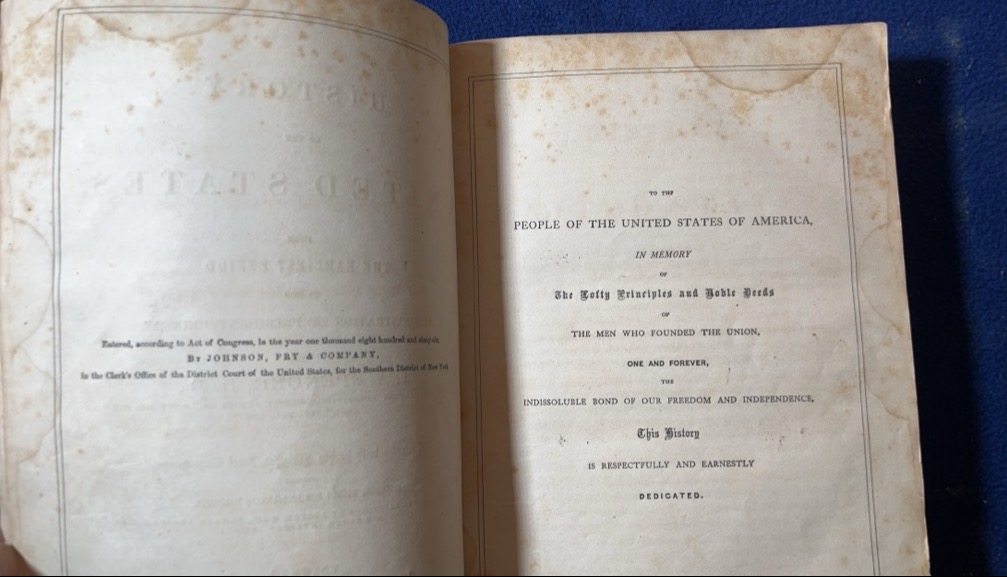 Entered, according to Act of Congress, in the year one thousand eight hundred and sixty-six,
BY JOHNSON, FRY & COMPANY,
In the Clerk's Office of the District Court of the United States, for the Southern District of New York
TO THE
PEOPLE OF THE UNITED STATES OF AMERICA,
IN MEMORY
OF
The Lofty Principles and Noble Deeds
OF
THE MEN WHO FOUNDED THE UNION,
ONE AND FOREVER,
THE
INDISSOLUBLE BOND OF OUR FREEDOM AND INDEPENDENCE,
This History
IS RESPECTFULLY AND EARNESTLY
DEDICATED.